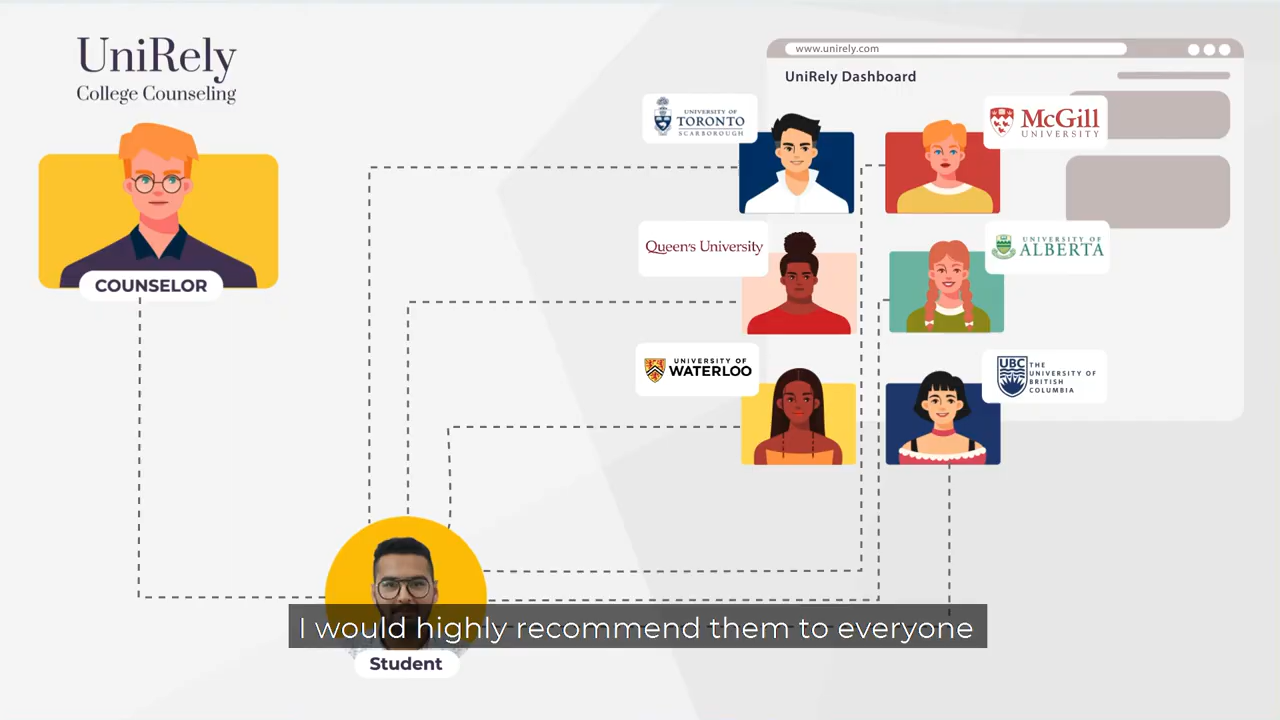 UniRely
College Counseling
COUNSELOR
www.unirely.com
UniRely Dashboard
UNIVERSITY OF
TORONTO
SCARBOROUGH
McGill
UNIVERSITY
Queen's University
UNIVERSITY OF
ALBERTA
UNIVERSITY OF
WATERLOO
UBC
THE
UNIVERSITY OF
BRITISH
COLUMBIA
I would highly recommend them to everyone
Student